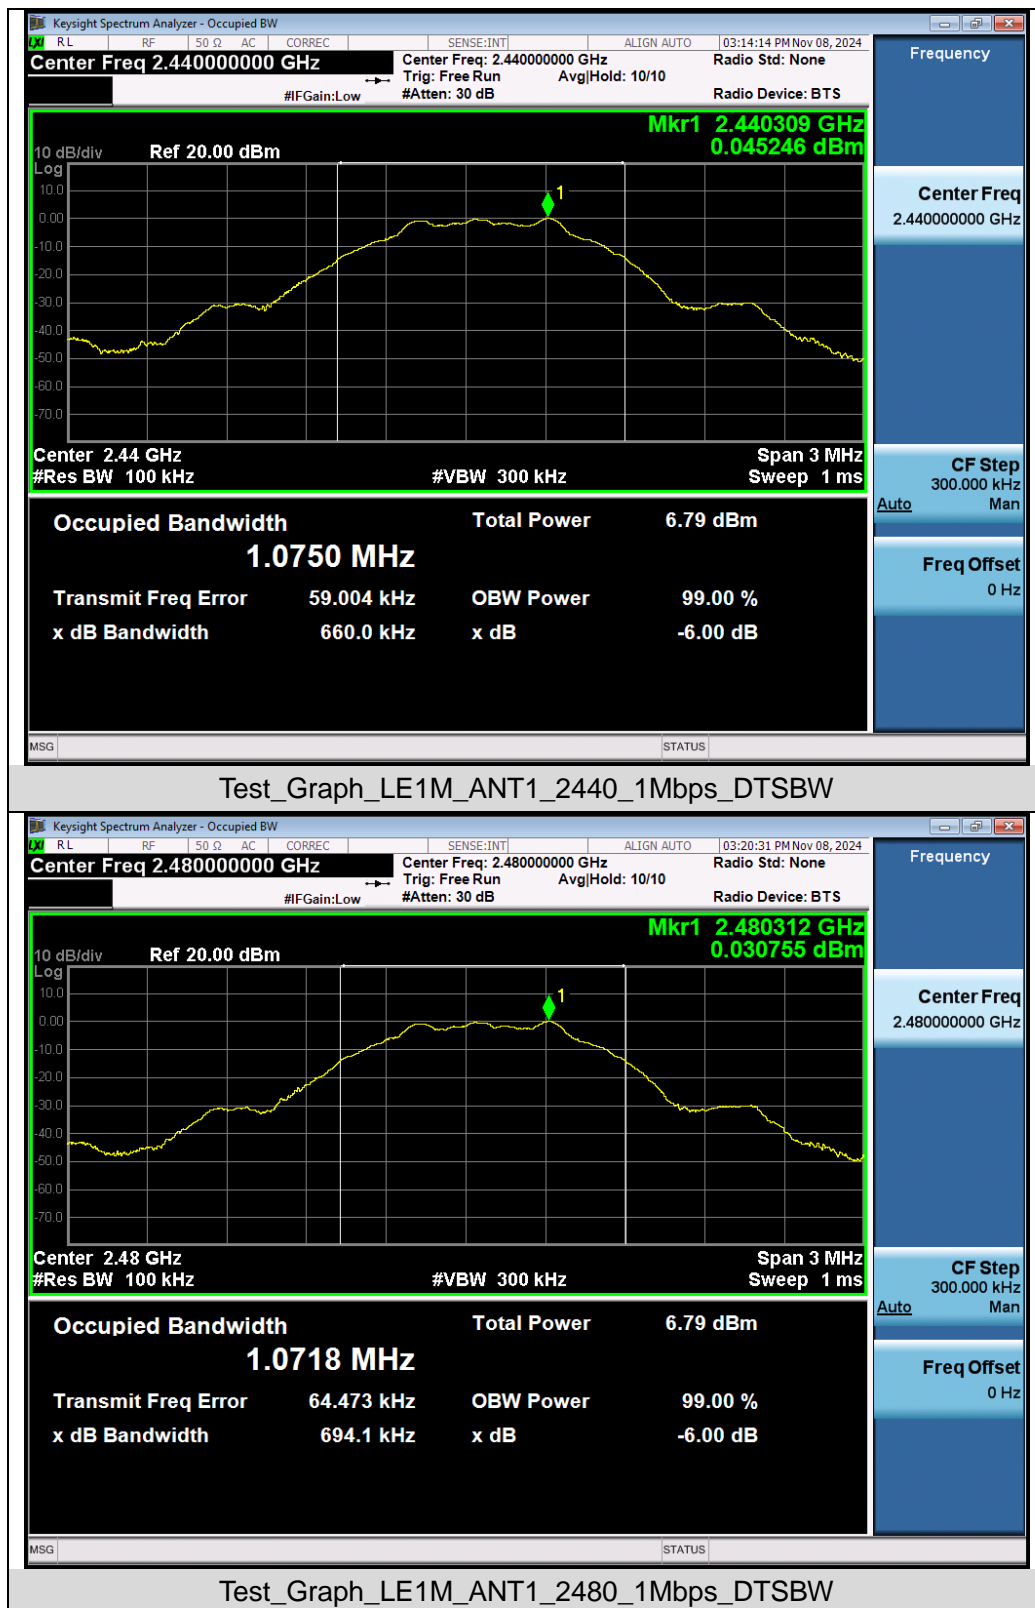 Keysight Spectrum Analyzer - Occupied BW
LXI RL RF 50 Ω AC CORREC SENSE:INT ALIGN AUTO 03:14:14 PM Nov 08, 2024
Center Freq 2.440000000 GHz
Center Freq: 2.440000000 GHz
Radio Std: None
Trig: Free Run Avg|Hold: 10/10
#IFGain:Low
#Atten: 30 dB
Radio Device: BTS
Frequency
Mkr1 2.440309 GHz
0.045246 dBm
10 dB/div Ref 20.00 dBm
Log
10.0
0.00
-10.0
-20.0
-30.0
-40.0
-50.0
-60.0
-70.0
1
Center Freq
2.440000000 GHz
Center 2.44 GHz
Span 3 MHz
#Res BW 100 kHz
#VBW 300 kHz
Sweep 1 ms
CF Step
300.000 kHz
Auto Man
Occupied Bandwidth
1.0750 MHz
Total Power 6.79 dBm
Transmit Freq Error 59.004 kHz
OBW Power 99.00 %
x dB Bandwidth 660.0 kHz
x dB -6.00 dB
Freq Offset
0 Hz
MSG
STATUS
Test_Graph_LE1M_ANT1_2440_1Mbps_DTSBW
Keysight Spectrum Analyzer - Occupied BW
LXI RL RF 50 Ω AC CORREC SENSE:INT ALIGN AUTO 03:20:31 PM Nov 08, 2024
Center Freq 2.480000000 GHz
Center Freq: 2.480000000 GHz
Radio Std: None
Trig: Free Run Avg|Hold: 10/10
#IFGain:Low
#Atten: 30 dB
Radio Device: BTS
Frequency
Mkr1 2.480312 GHz
0.030755 dBm
10 dB/div Ref 20.00 dBm
Log
10.0
0.00
-10.0
-20.0
-30.0
-40.0
-50.0
-60.0
-70.0
1
Center Freq
2.480000000 GHz
Center 2.48 GHz
Span 3 MHz
#Res BW 100 kHz
#VBW 300 kHz
Sweep 1 ms
CF Step
300.000 kHz
Auto Man
Occupied Bandwidth
1.0718 MHz
Total Power 6.79 dBm
Transmit Freq Error 64.473 kHz
OBW Power 99.00 %
x dB Bandwidth 694.1 kHz
x dB -6.00 dB
Freq Offset
0 Hz
MSG
STATUS
Test_Graph_LE1M_ANT1_2480_1Mbps_DTSBW